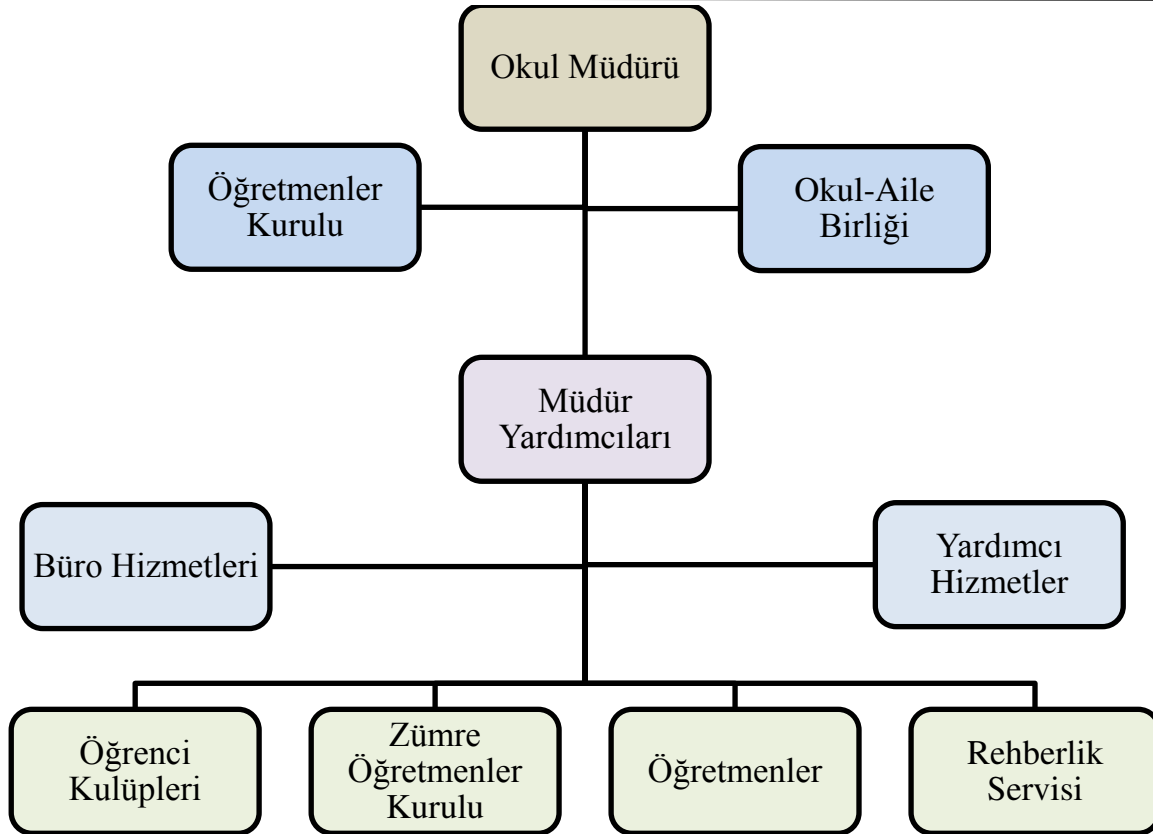 Okul Müdürü
Öğretmenler
Kurulu
Okul-Aile
Birliği
Müdür
Yardımcıları
Büro Hizmetleri
Yardımcı
Hizmetler
Öğrenci
Kulüpleri
Zümre
Öğretmenler
Kurulu
Öğretmenler
Rehberlik
Servisi